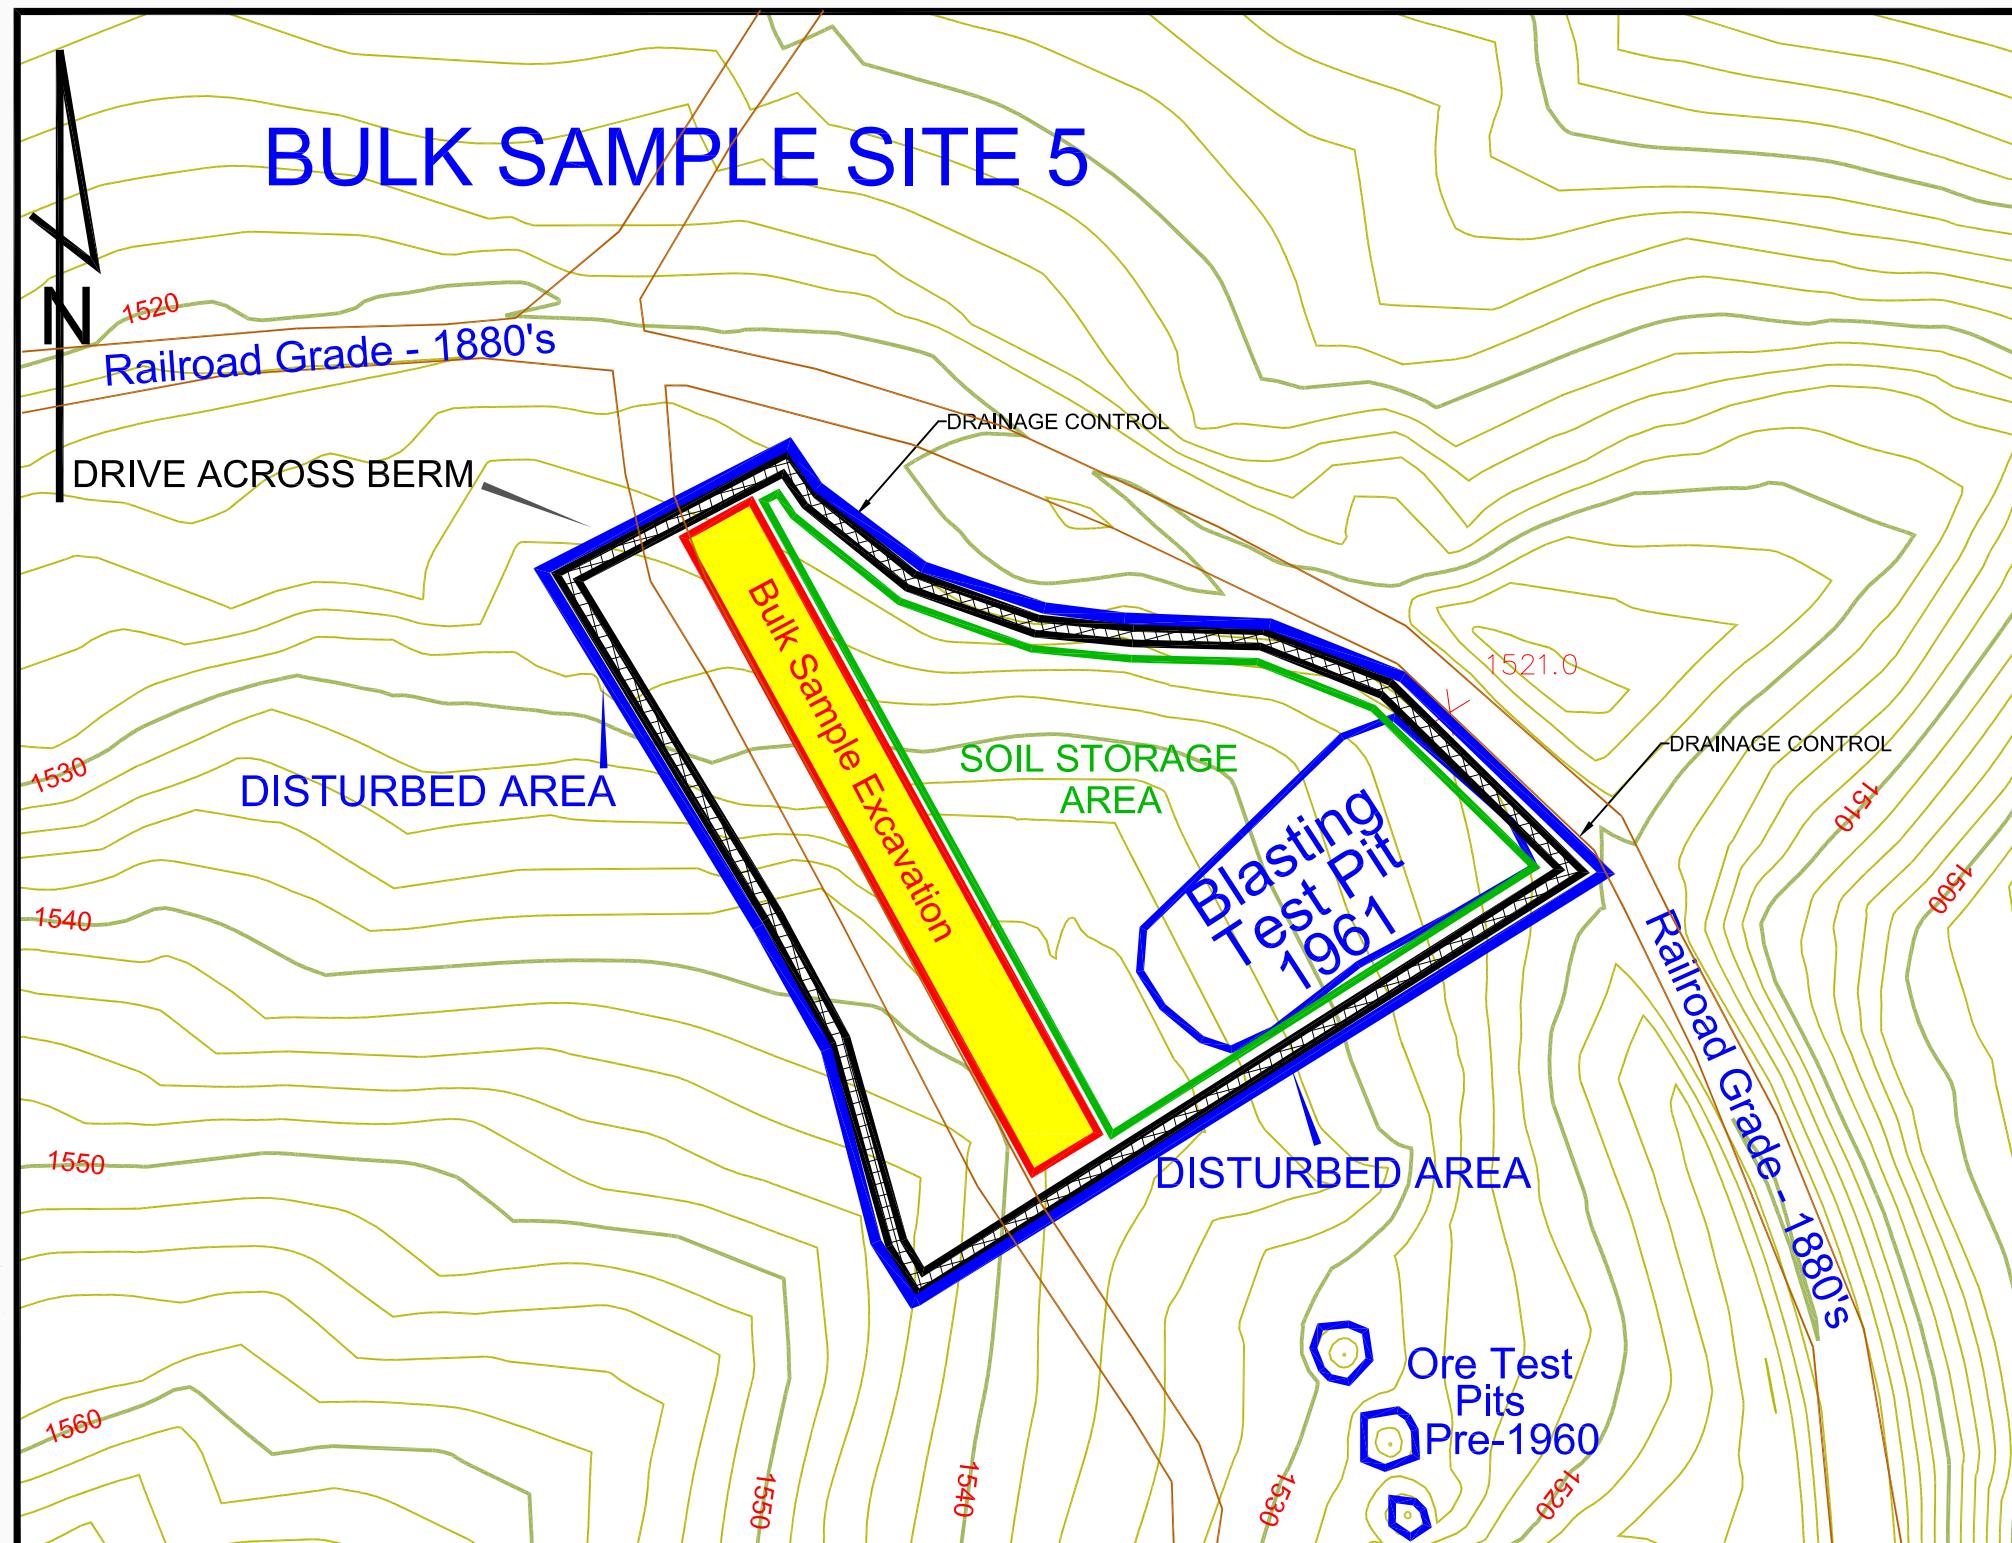 BULK SAMPLE SITE 5
N
1520
Railroad Grade - 1880's
DRAINAGE CONTROL
DRIVE ACROSS BERM
Bulk Sample Excavation
1521.0
1530
DISTURBED AREA
SOIL STORAGE
AREA
DRAINAGE CONTROL
1510
Blasting
Test Pit
1961
1500
1540
Railroad Grade - 1880's
1550
DISTURBED AREA
Ore Test
Pits
Pre-1960
1560
1550
1540
1530
1520